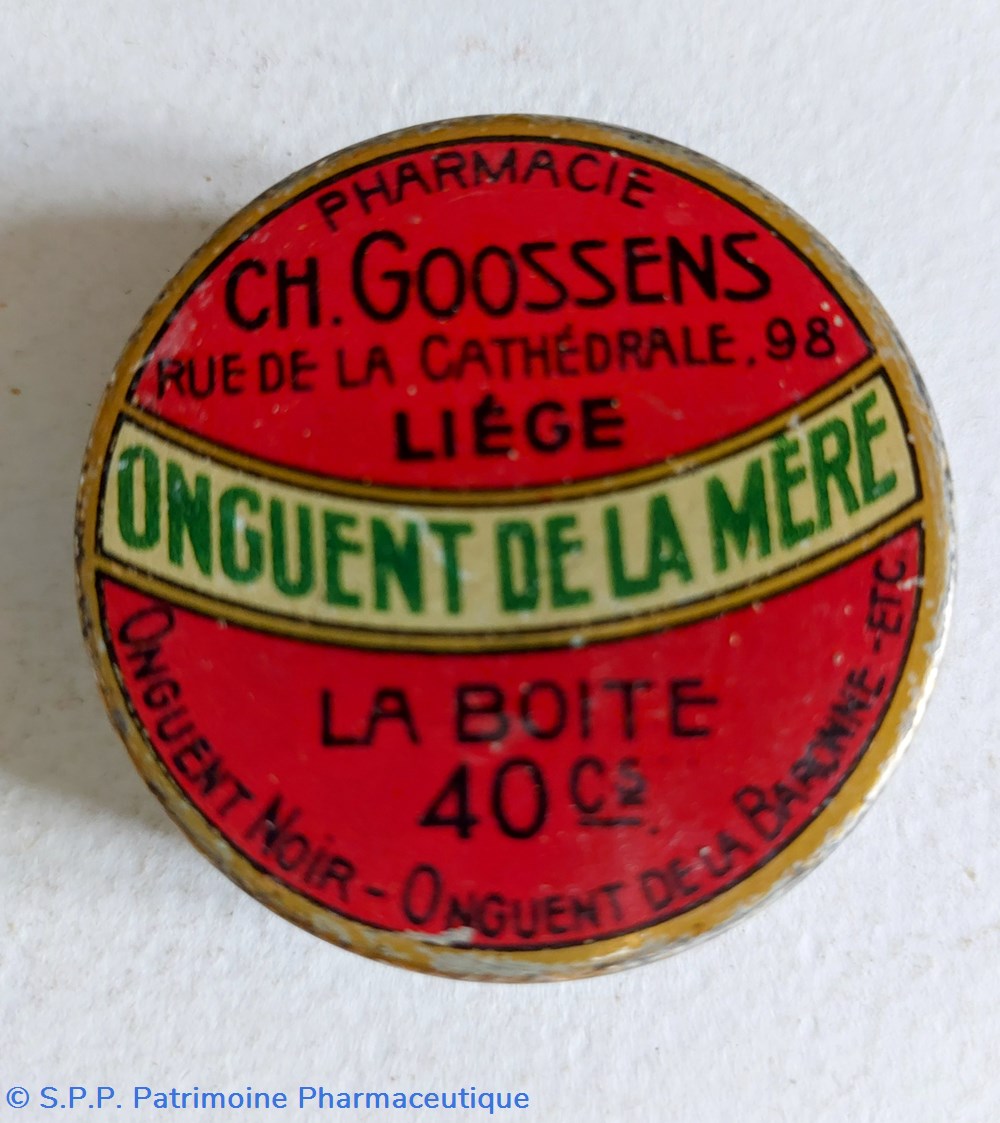 PHARMACIE
CH. GOOSSENS
RUE DE LA CATHÉDRALE, 98
LIÉGE
ONGUENT DE LA MÈRE
LA BOITE
40 Cs.
ONGUENT NOIR - ONGUENT DE LA BARONNE - ETC
© S.P.P. Patrimoine Pharmaceutique